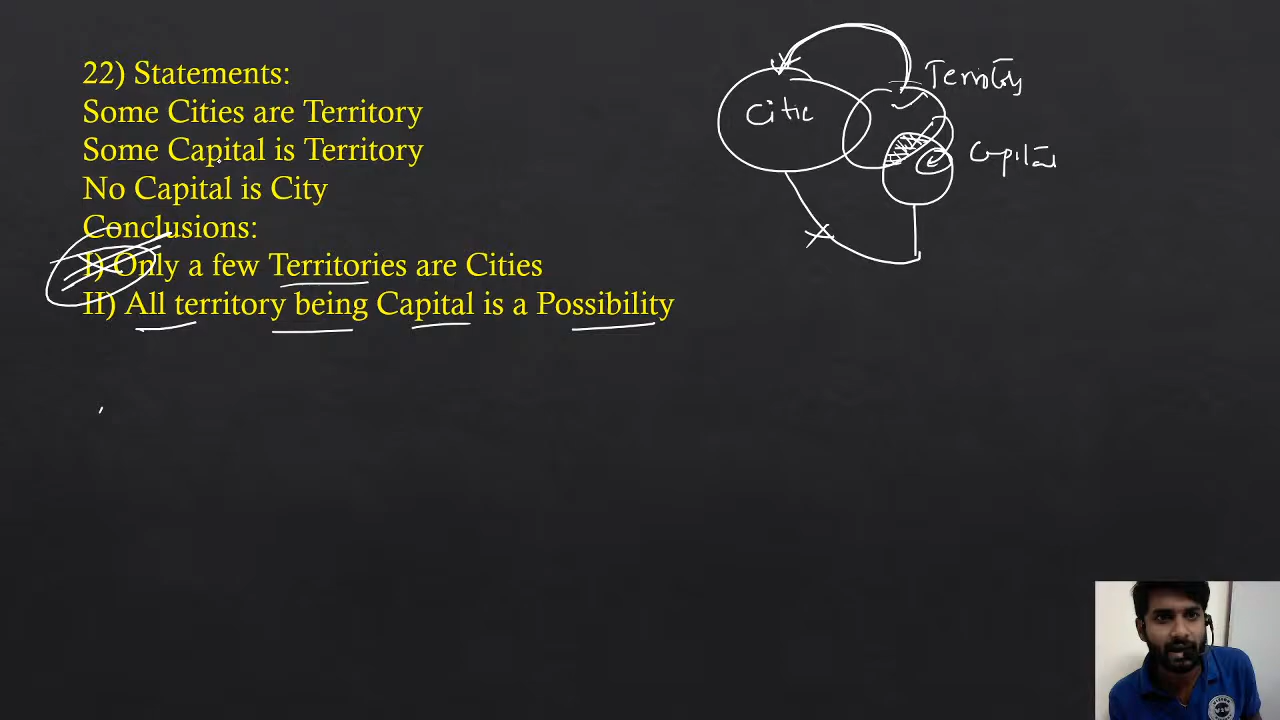 22) Statements:
Some Cities are Territory
Some Capital is Territory
No Capital is City
Conclusions:
I) Only a few Territories are Cities
II) All territory being Capital is a Possibility
Citie
Territory
Capital